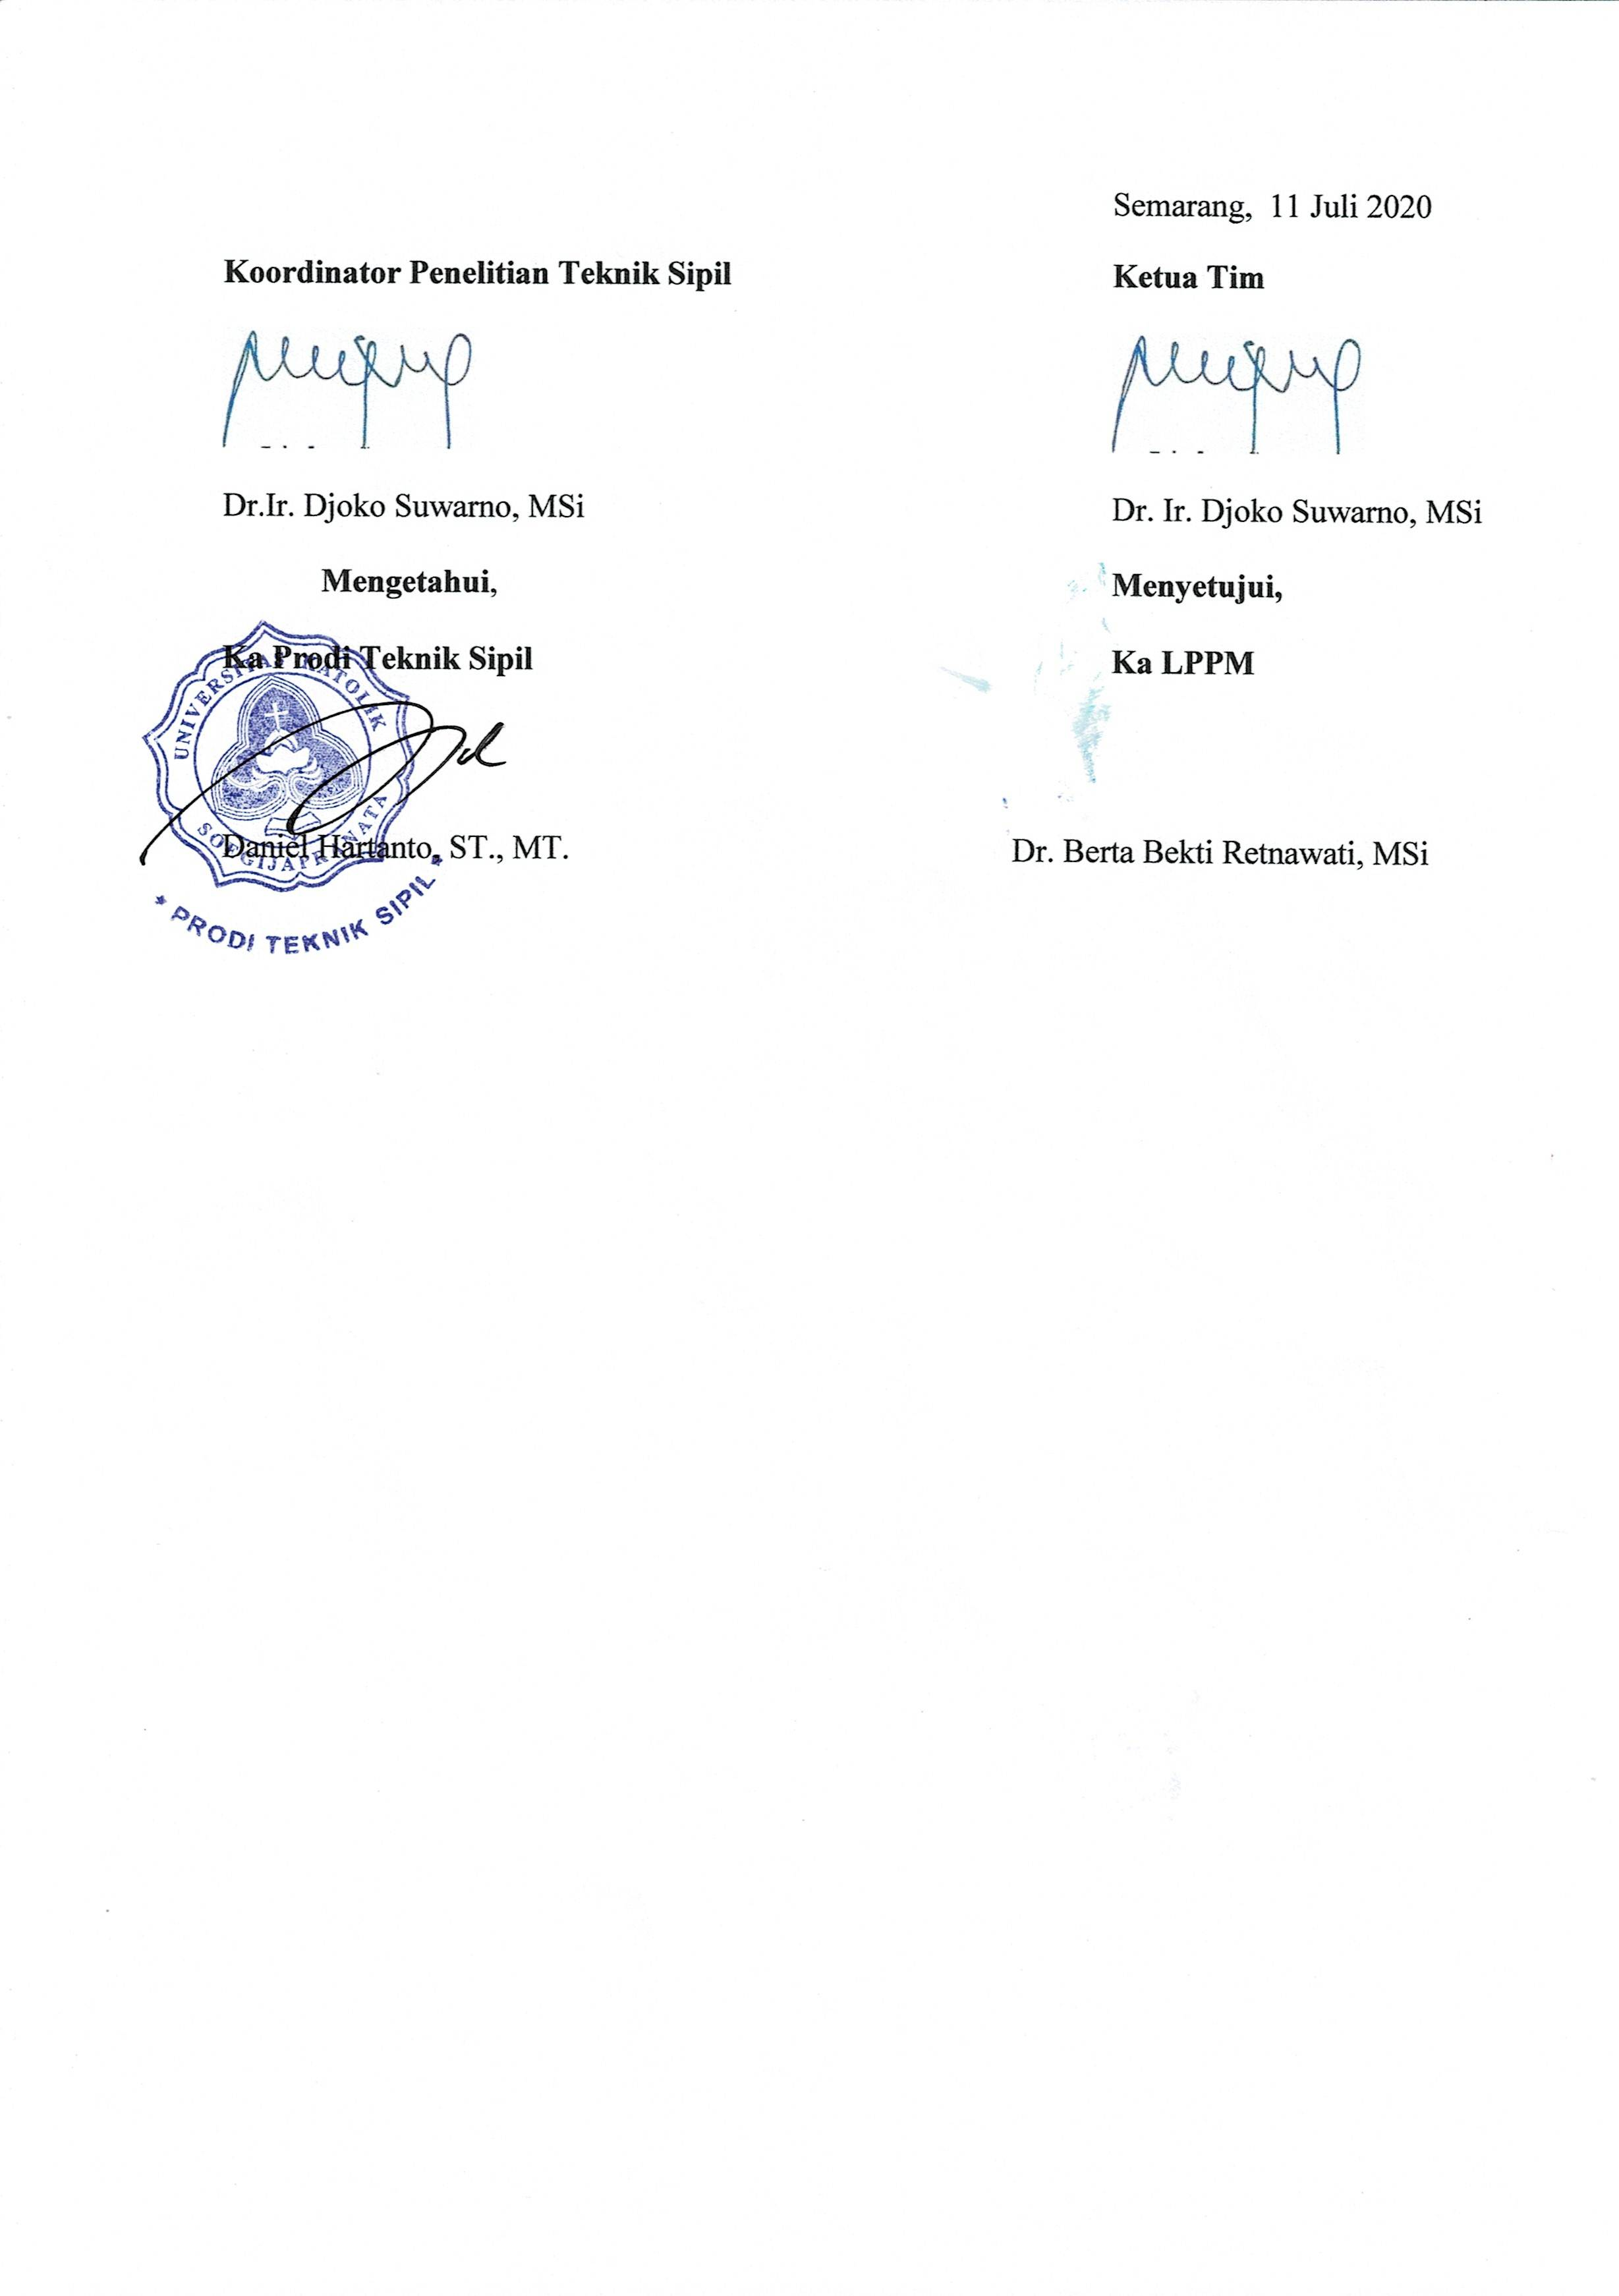 Semarang,  11 Juli 2020
Koordinator Penelitian Teknik Sipil
Ketua Tim
Dr.Ir. Djoko Suwarno, MSi
Dr. Ir. Djoko Suwarno, MSi
Mengetahui,
Menyetujui,
Ka Prodi Teknik Sipil
Ka LPPM
UNIVERSITAS KATOLIK
SOEGIJAPRANATA
Daniel Hartanto, ST., MT.
Dr. Berta Bekti Retnawati, MSi
* PRODI TEKNIK SIPIL *